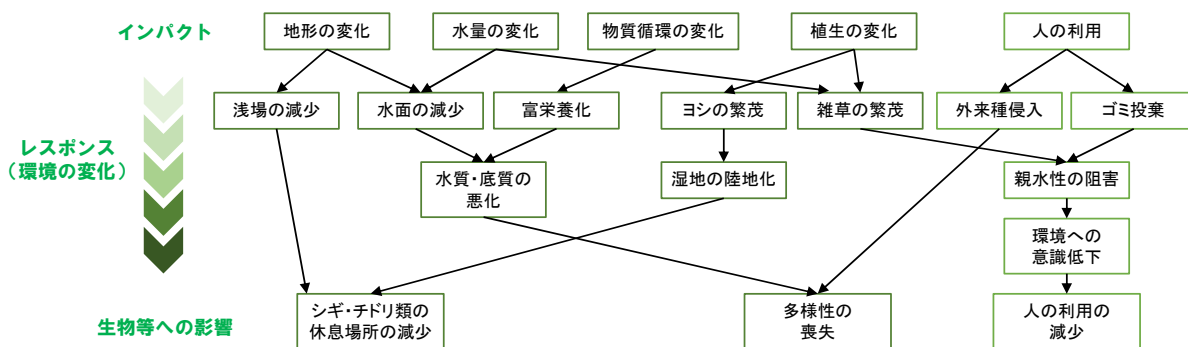 インパクト
地形の変化
水量の変化
物質循環の変化
植生の変化
人の利用
浅場の減少
水面の減少
富栄養化
ヨシの繁茂
雑草の繁茂
外来種侵入
ゴミ投棄
レスポンス
（環境の変化）
水質・底質の
悪化
湿地の陸地化
親水性の阻害
環境への
意識低下
生物等への影響
シギ・チドリ類の
休息場所の減少
多様性の
喪失
人の利用の
減少